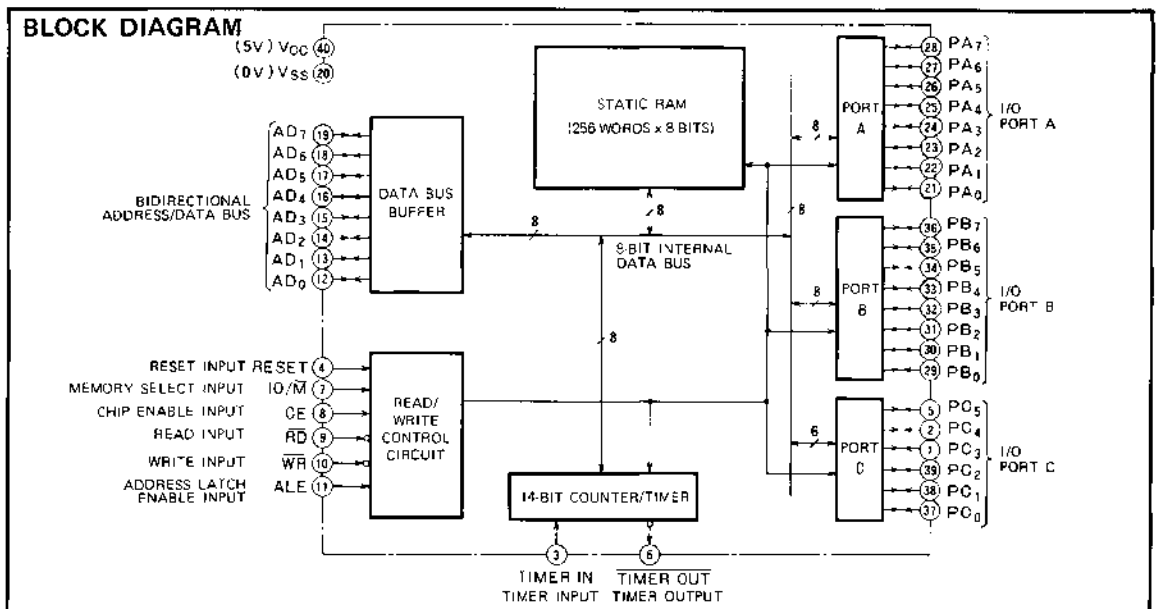 BLOCK DIAGRAM
(5V) VCC 40
(0V) VSS 20
STATIC RAM
(256 WORDS x 8 BITS)
BIDIRECTIONAL
ADDRESS/DATA BUS
AD7 19
AD6 18
AD5 17
AD4 16
AD3 15
AD2 14
AD1 13
AD0 12
DATA BUS
BUFFER
8
8
8
8
8
8
6
8-BIT INTERNAL
DATA BUS
RESET INPUT RESET 4
MEMORY SELECT INPUT IO/M̅ 7
CHIP ENABLE INPUT CE 8
READ INPUT R̅D̅ 9
WRITE INPUT W̅R̅ 10
ADDRESS LATCH
ENABLE INPUT ALE 11
READ/
WRITE
CONTROL
CIRCUIT
14-BIT COUNTER/TIMER
3 6
TIMER IN T̅I̅M̅E̅R̅ O̅U̅T̅
TIMER INPUT TIMER OUTPUT
PORT
A
28 PA7
27 PA6
26 PA5
25 PA4
24 PA3
23 PA2
22 PA1
21 PA0
I/O
PORT A
PORT
B
36 PB7
35 PB6
34 PB5
33 PB4
32 PB3
31 PB2
30 PB1
29 PB0
I/O
PORT B
PORT
C
5 PC5
2 PC4
1 PC3
39 PC2
38 PC1
37 PC0
I/O
PORT C